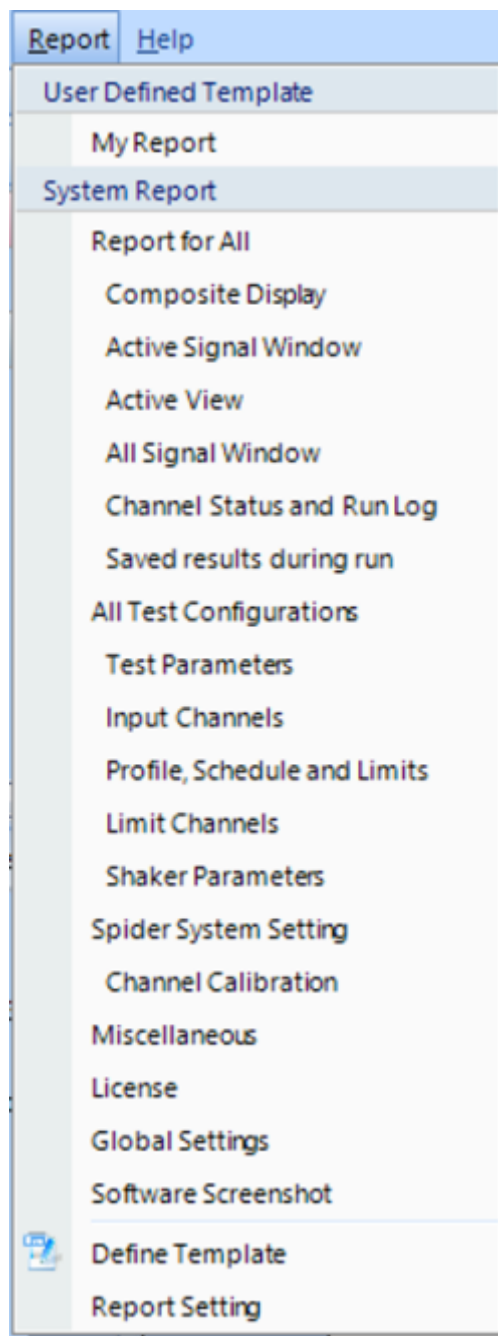 Report Help
User Defined Template
My Report
System Report
Report for All
Composite Display
Active Signal Window
Active View
All Signal Window
Channel Status and Run Log
Saved results during run
All Test Configurations
Test Parameters
Input Channels
Profile, Schedule and Limits
Limit Channels
Shaker Parameters
Spider System Setting
Channel Calibration
Miscellaneous
License
Global Settings
Software Screenshot
Define Template
Report Setting